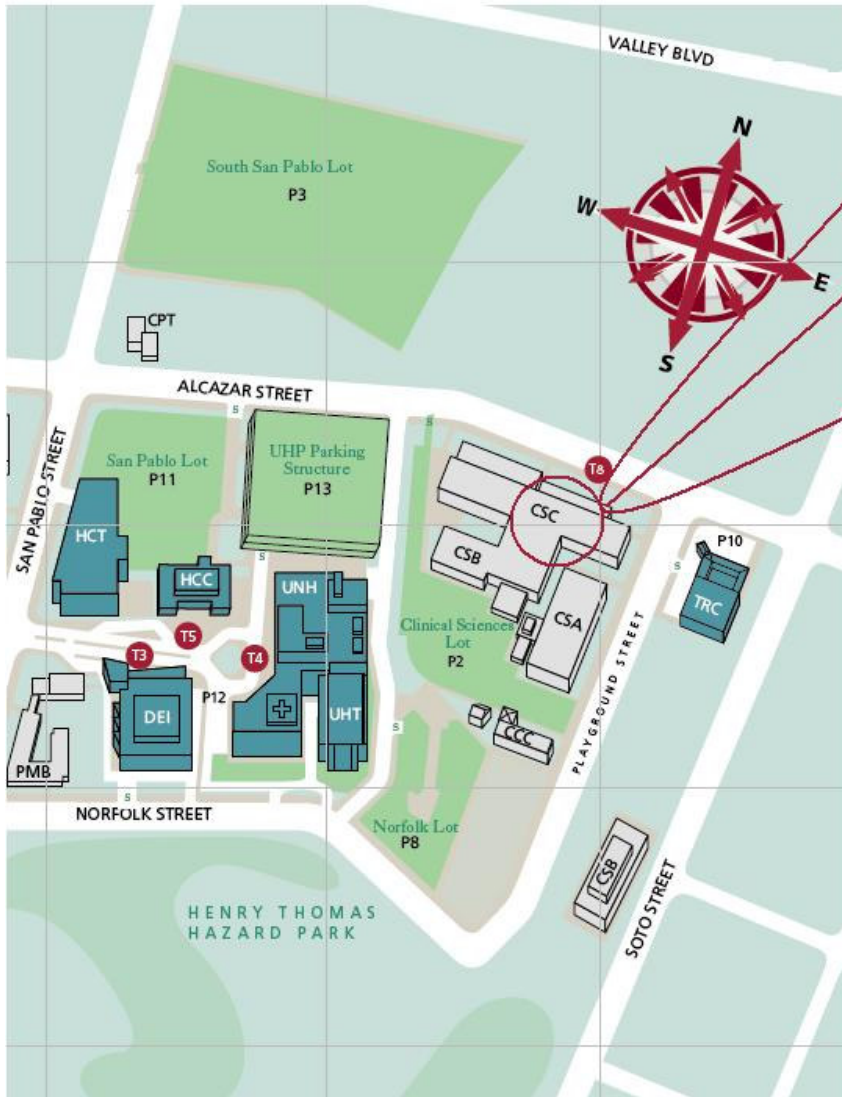 VALLEY BLVD
N
W
E
S
South San Pablo Lot
P3
CPT
ALCAZAR STREET
S
S
SAN PABLO STREET
San Pablo Lot
P11
UHP Parking
Structure
P13
T8
CSC
HCT
CSB
P10
S
S
HCC
UNH
TRC
CSA
Clinical Sciences
Lot
P2
T5
T3
T4
P12
DEI
UHT
PLAYGROUND STREET
CCC
S
PMB
S
NORFOLK STREET
Norfolk Lot
P8
CSB
SOTO STREET
HENRY THOMAS
HAZARD PARK